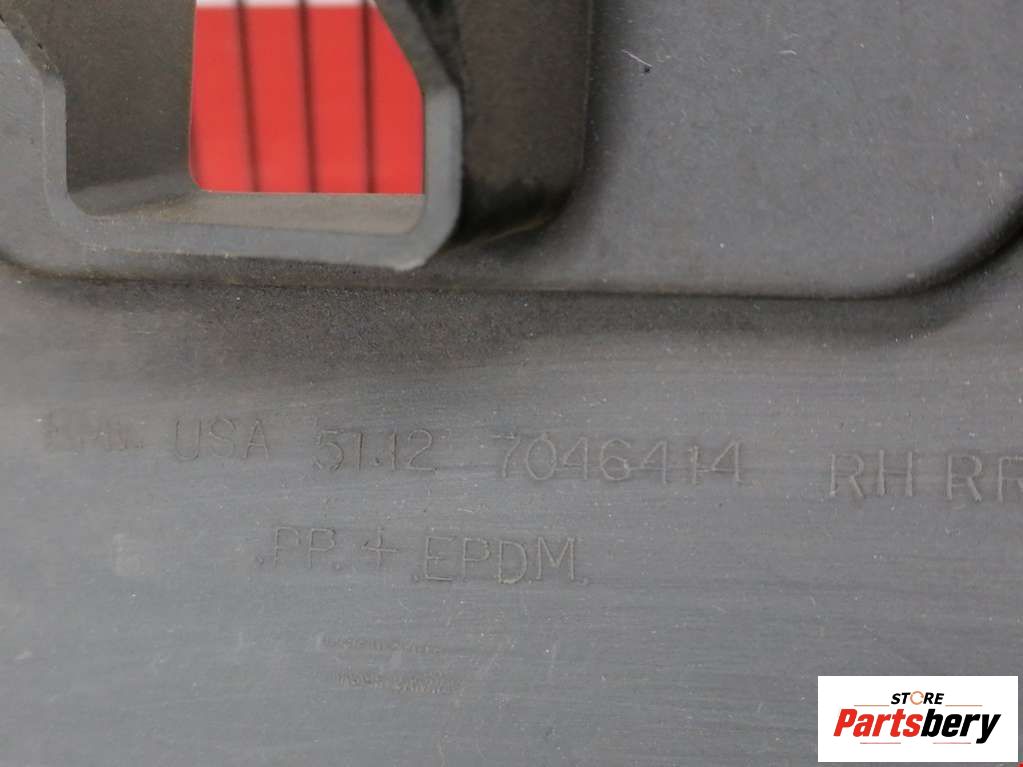 USA 51.12 7046414 RH RR
PP. + EPDM.
STORE
Partsbery